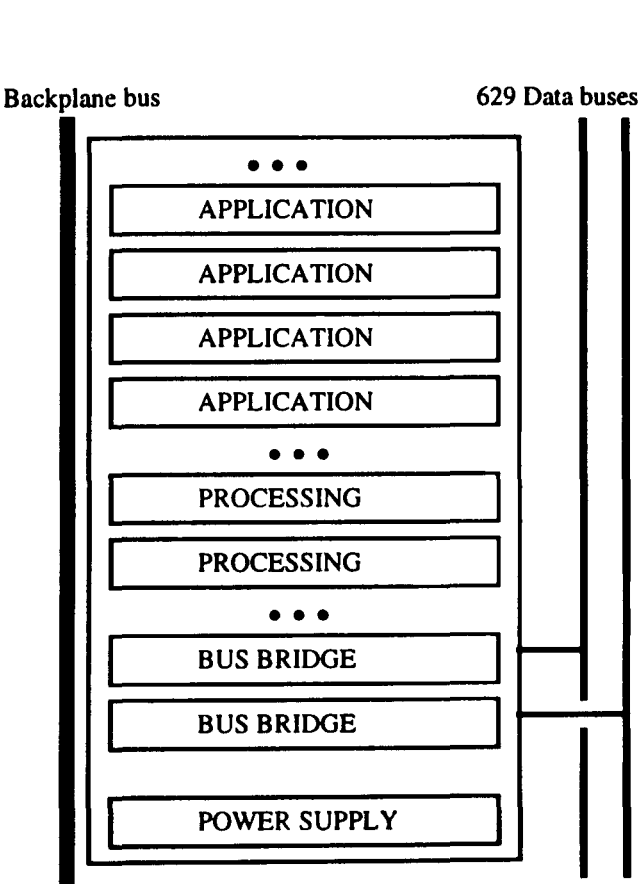 Backplane bus
629 Data buses
• • •
APPLICATION
APPLICATION
APPLICATION
APPLICATION
• • •
PROCESSING
PROCESSING
• • •
BUS BRIDGE
BUS BRIDGE
POWER SUPPLY